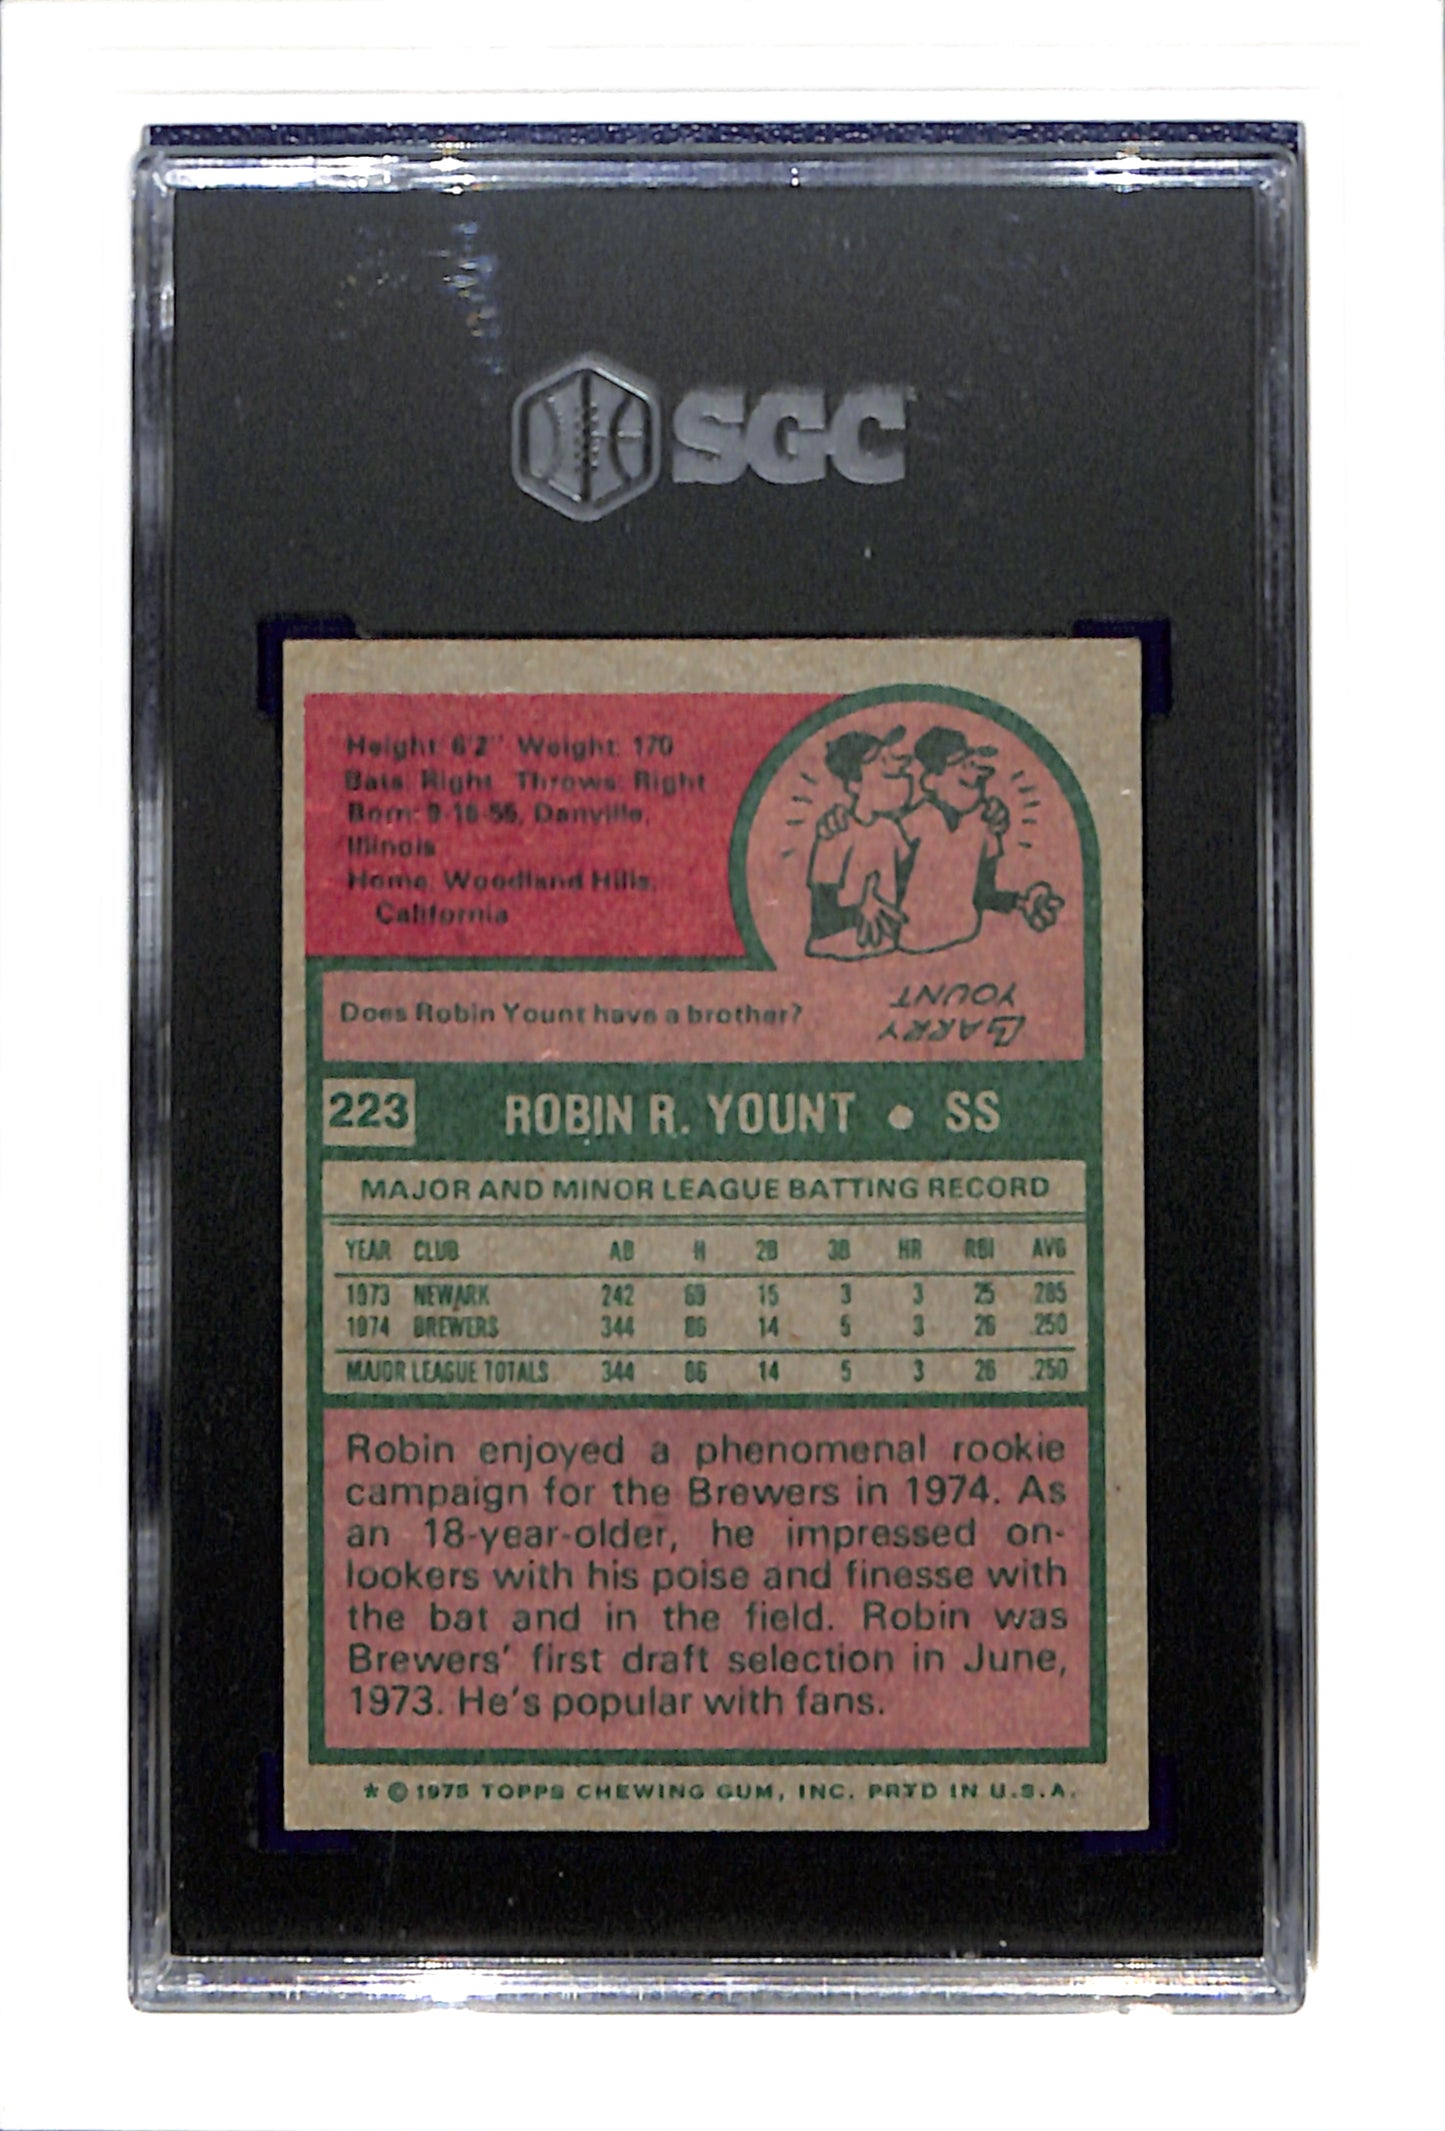 SGC
Height: 6'2" Weight: 170
Bats: Right Throws: Right
Born: 9-16-56, Danville,
Illinois
Home: Woodland Hills,
California
Does Robin Yount have a brother?
LARRY
YOUNT
223 ROBIN R. YOUNT • SS
MAJOR AND MINOR LEAGUE BATTING RECORD
YEAR CLUB AB H 2B 3B HR RBI AVG
1973 NEWARK 242 69 15 3 3 25 .285
1974 BREWERS 344 86 14 5 3 26 .250
MAJOR LEAGUE TOTALS 344 86 14 5 3 26 .250
Robin enjoyed a phenomenal rookie
campaign for the Brewers in 1974. As
an 18-year-older, he impressed on-
lookers with his poise and finesse with
the bat and in the field. Robin was
Brewers' first draft selection in June,
1973. He's popular with fans.
* © 1975 TOPPS CHEWING GUM, INC. PRTD IN U.S.A.